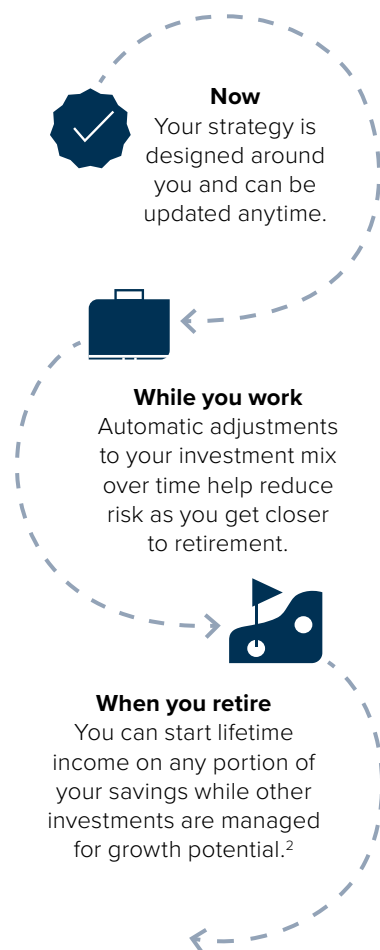 Now
Your strategy is
designed around
you and can be
updated anytime.
While you work
Automatic adjustments
to your investment mix
over time help reduce
risk as you get closer
to retirement.
When you retire
You can start lifetime
income on any portion of
your savings while other
investments are managed
for growth potential.²